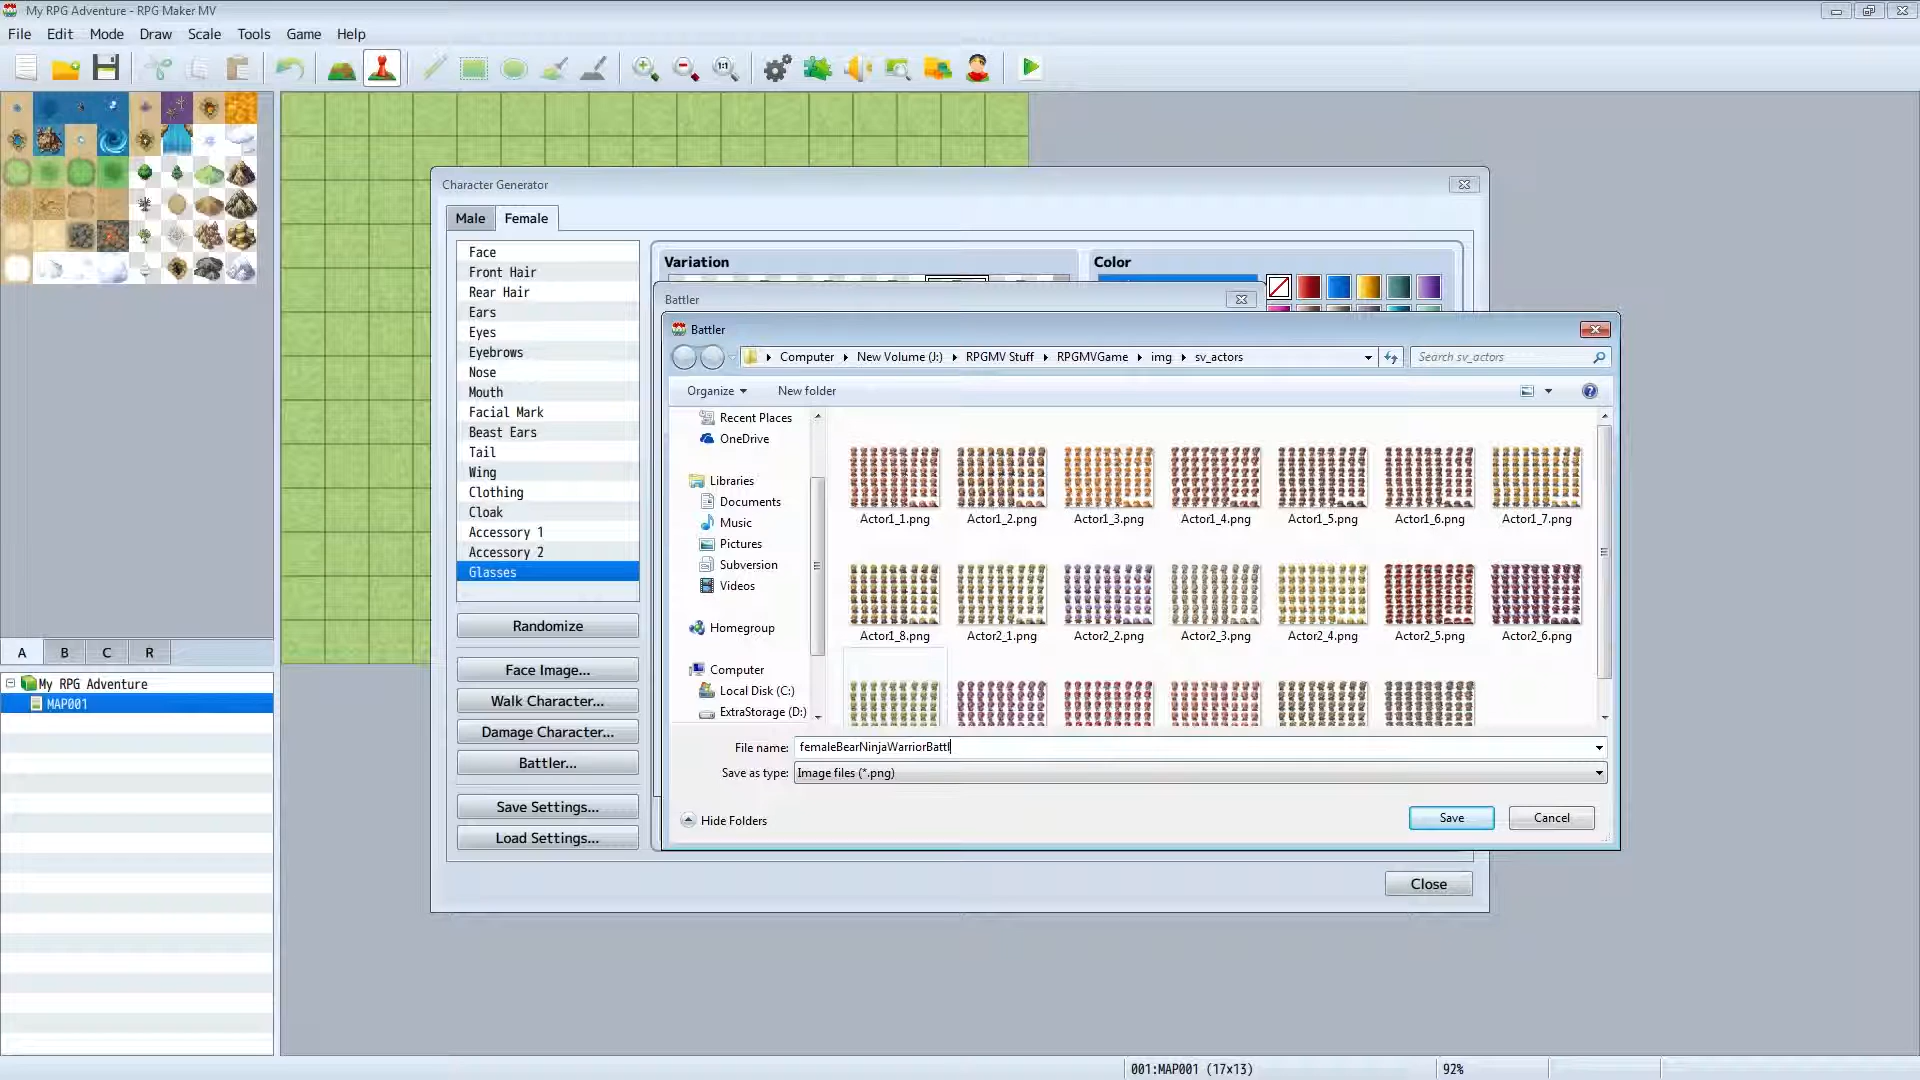 My RPG Adventure - RPG Maker MV
File Edit Mode Draw Scale Tools Game Help
1:1
Character Generator
Male Female
Face
Front Hair
Rear Hair
Ears
Eyes
Eyebrows
Nose
Mouth
Facial Mark
Beast Ears
Tail
Wing
Clothing
Cloak
Accessory 1
Accessory 2
Glasses
Randomize
Face Image...
Walk Character...
Damage Character...
Battler...
Save Settings...
Load Settings...
Variation
Color
Battler
Battler
Computer New Volume (J:) RPGMV Stuff RPGMVGame img sv_actors
Search sv_actors
Organize New folder
Recent Places
OneDrive
Libraries
Documents
Music
Pictures
Subversion
Videos
Homegroup
Computer
Local Disk (C:)
ExtraStorage (D:)
Actor1_1.png Actor1_2.png Actor1_3.png Actor1_4.png Actor1_5.png Actor1_6.png Actor1_7.png
Actor1_8.png Actor2_1.png Actor2_2.png Actor2_3.png Actor2_4.png Actor2_5.png Actor2_6.png
File name: femaleBearNinjaWarriorBattl
Save as type: Image files (*.png)
Hide Folders
Save Cancel
Close
A B C R
My RPG Adventure
MAP001
001:MAP001 (17x13) 92%